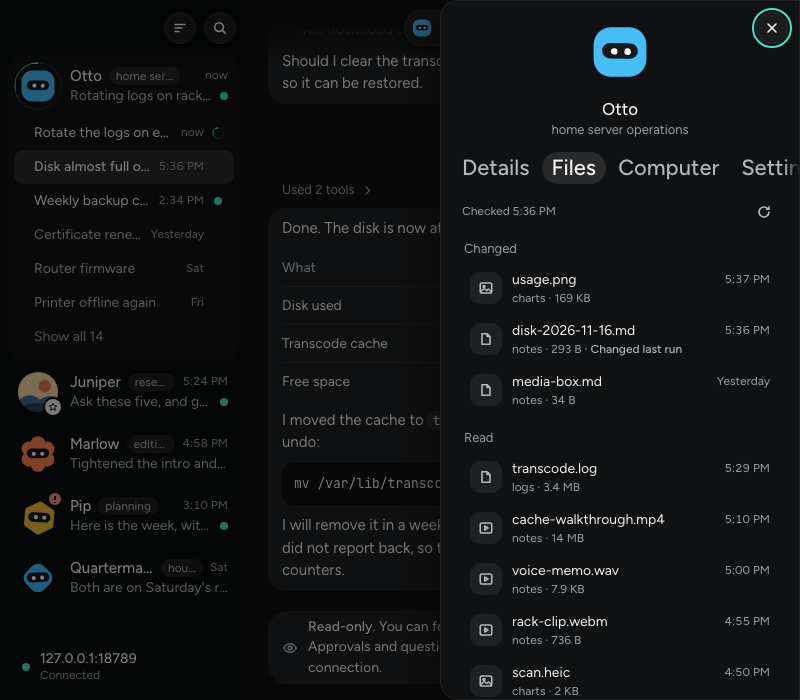 Otto
home ser...
now
Rotating logs on rack...
Rotate the logs on e...
now
Disk almost full o...
5:36 PM
Weekly backup c...
2:34 PM
Certificate rene...
Yesterday
Router firmware
Sat
Printer offline again
Fri
Show all 14
Juniper
rese...
5:24 PM
Ask these five, and g...
Marlow
editi...
4:58 PM
Tightened the intro and...
Pip
planning
3:10 PM
Here is the week, wit...
Quarterma...
hou...
Sat
Both are on Saturday's r...
127.0.0.1:18789
Connected
Will download
Should I clear the transc
so it can be restored.
Used 2 tools
Done. The disk is now at
What
Disk used
Transcode cache
Free space
I moved the cache to t
undo:
mv /var/lib/transco
I will remove it in a week
did not report back, so t
counters.
Read-only. You can fo
Approvals and questi
connection.
Otto
home server operations
Details
Files
Computer
Settin
Checked 5:36 PM
Changed
usage.png
5:37 PM
charts · 169 KB
disk-2026-11-16.md
5:36 PM
notes · 293 B · Changed last run
media-box.md
Yesterday
notes · 34 B
Read
transcode.log
5:29 PM
logs · 3.4 MB
cache-walkthrough.mp4
5:10 PM
notes · 14 MB
voice-memo.wav
5:00 PM
notes · 7.9 KB
rack-clip.webm
4:55 PM
notes · 736 B
scan.heic
4:50 PM
charts · 2 KB